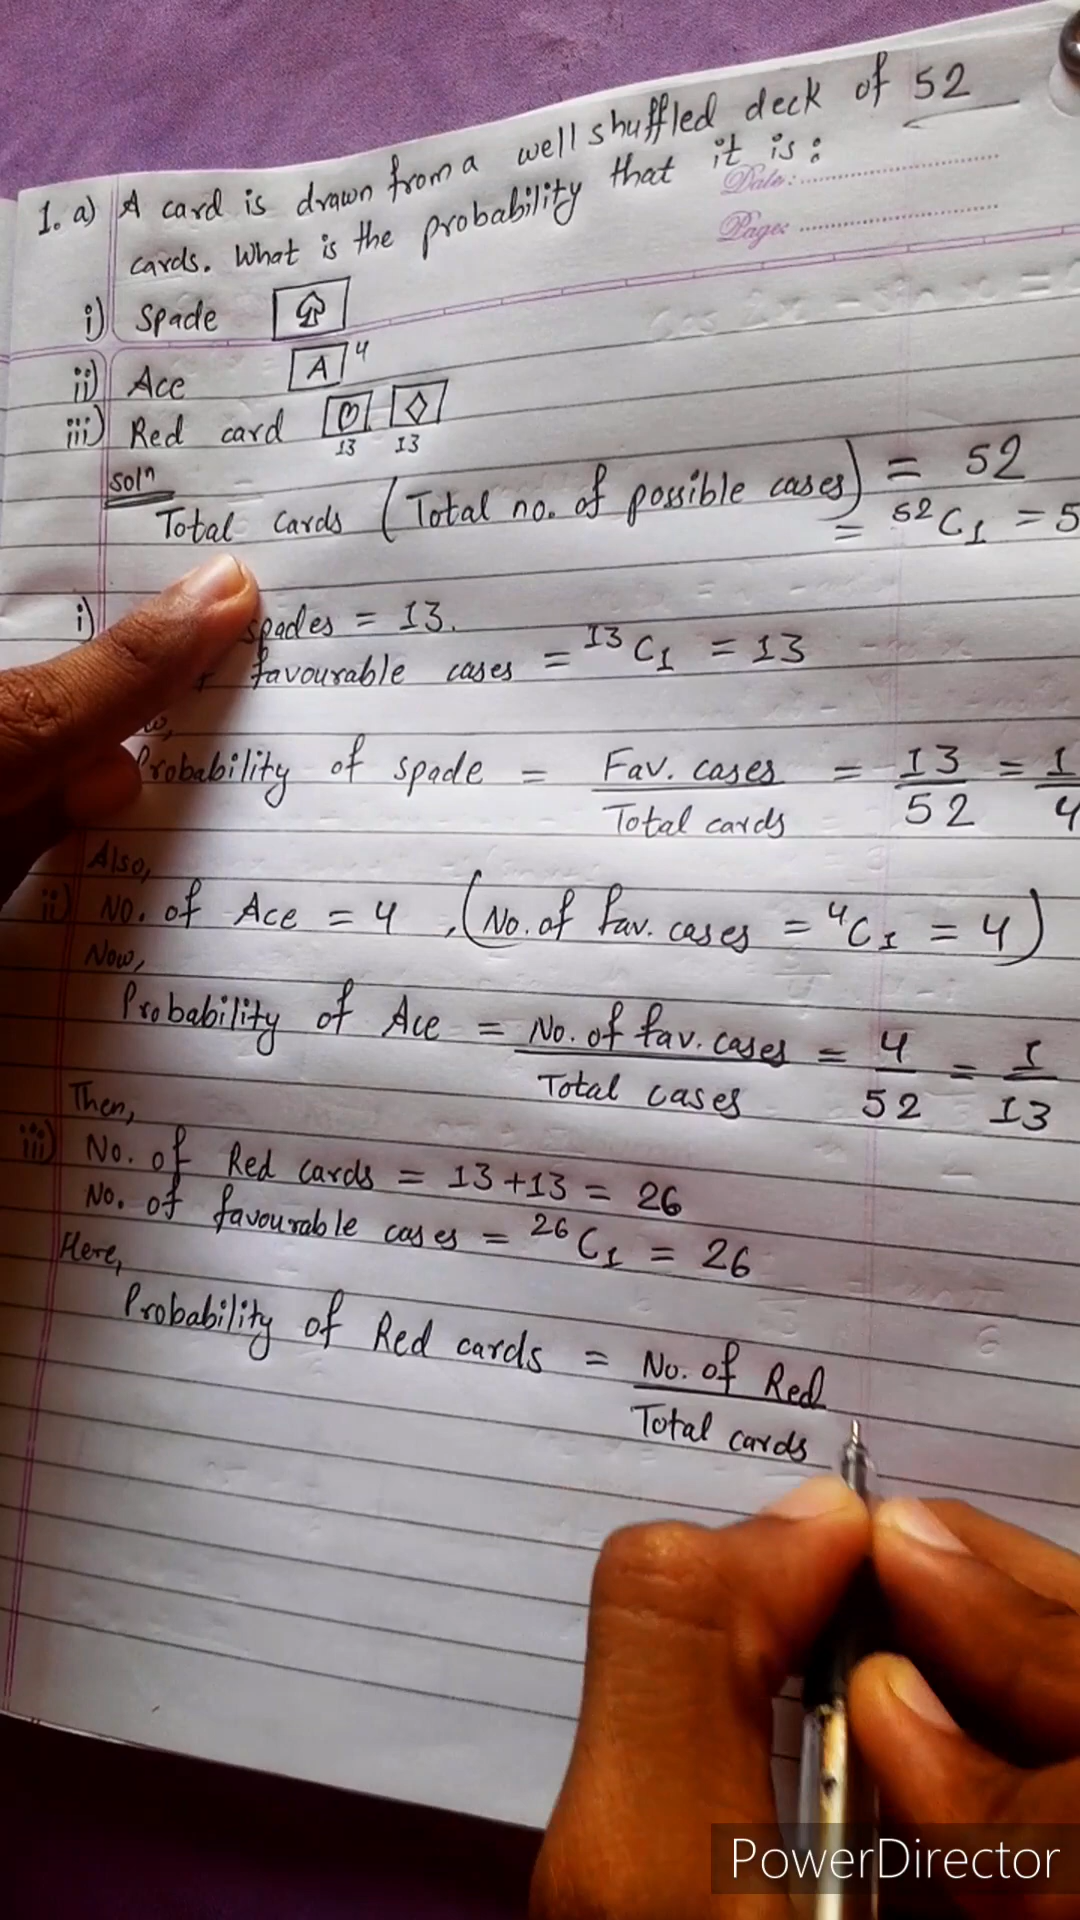 1. a) A card is drawn from a well shuffled deck of 52
Date:
cards. What is the probability that it is:
Page:
i) Spade
ii) Ace A 4
iii) Red card
13 13
Soln
Total Cards (Total no. of possible cases) = 52
= ⁵²C₁ = 5
i) spades = 13.
favourable cases = ¹³C₁ = 13
Probability of spade = Fav. cases / Total cards = 13/52 = 1/4
Also,
ii) No. of Ace = 4, (No. of fav. cases = ⁴C₁ = 4)
Now,
Probability of Ace = No. of fav. cases / Total cases = 4/52 = 1/13
Then,
iii) No. of Red cards = 13+13 = 26
No. of favourable cases = ²⁶C₁ = 26
Here,
Probability of Red cards = No. of Red / Total cards
PowerDirector